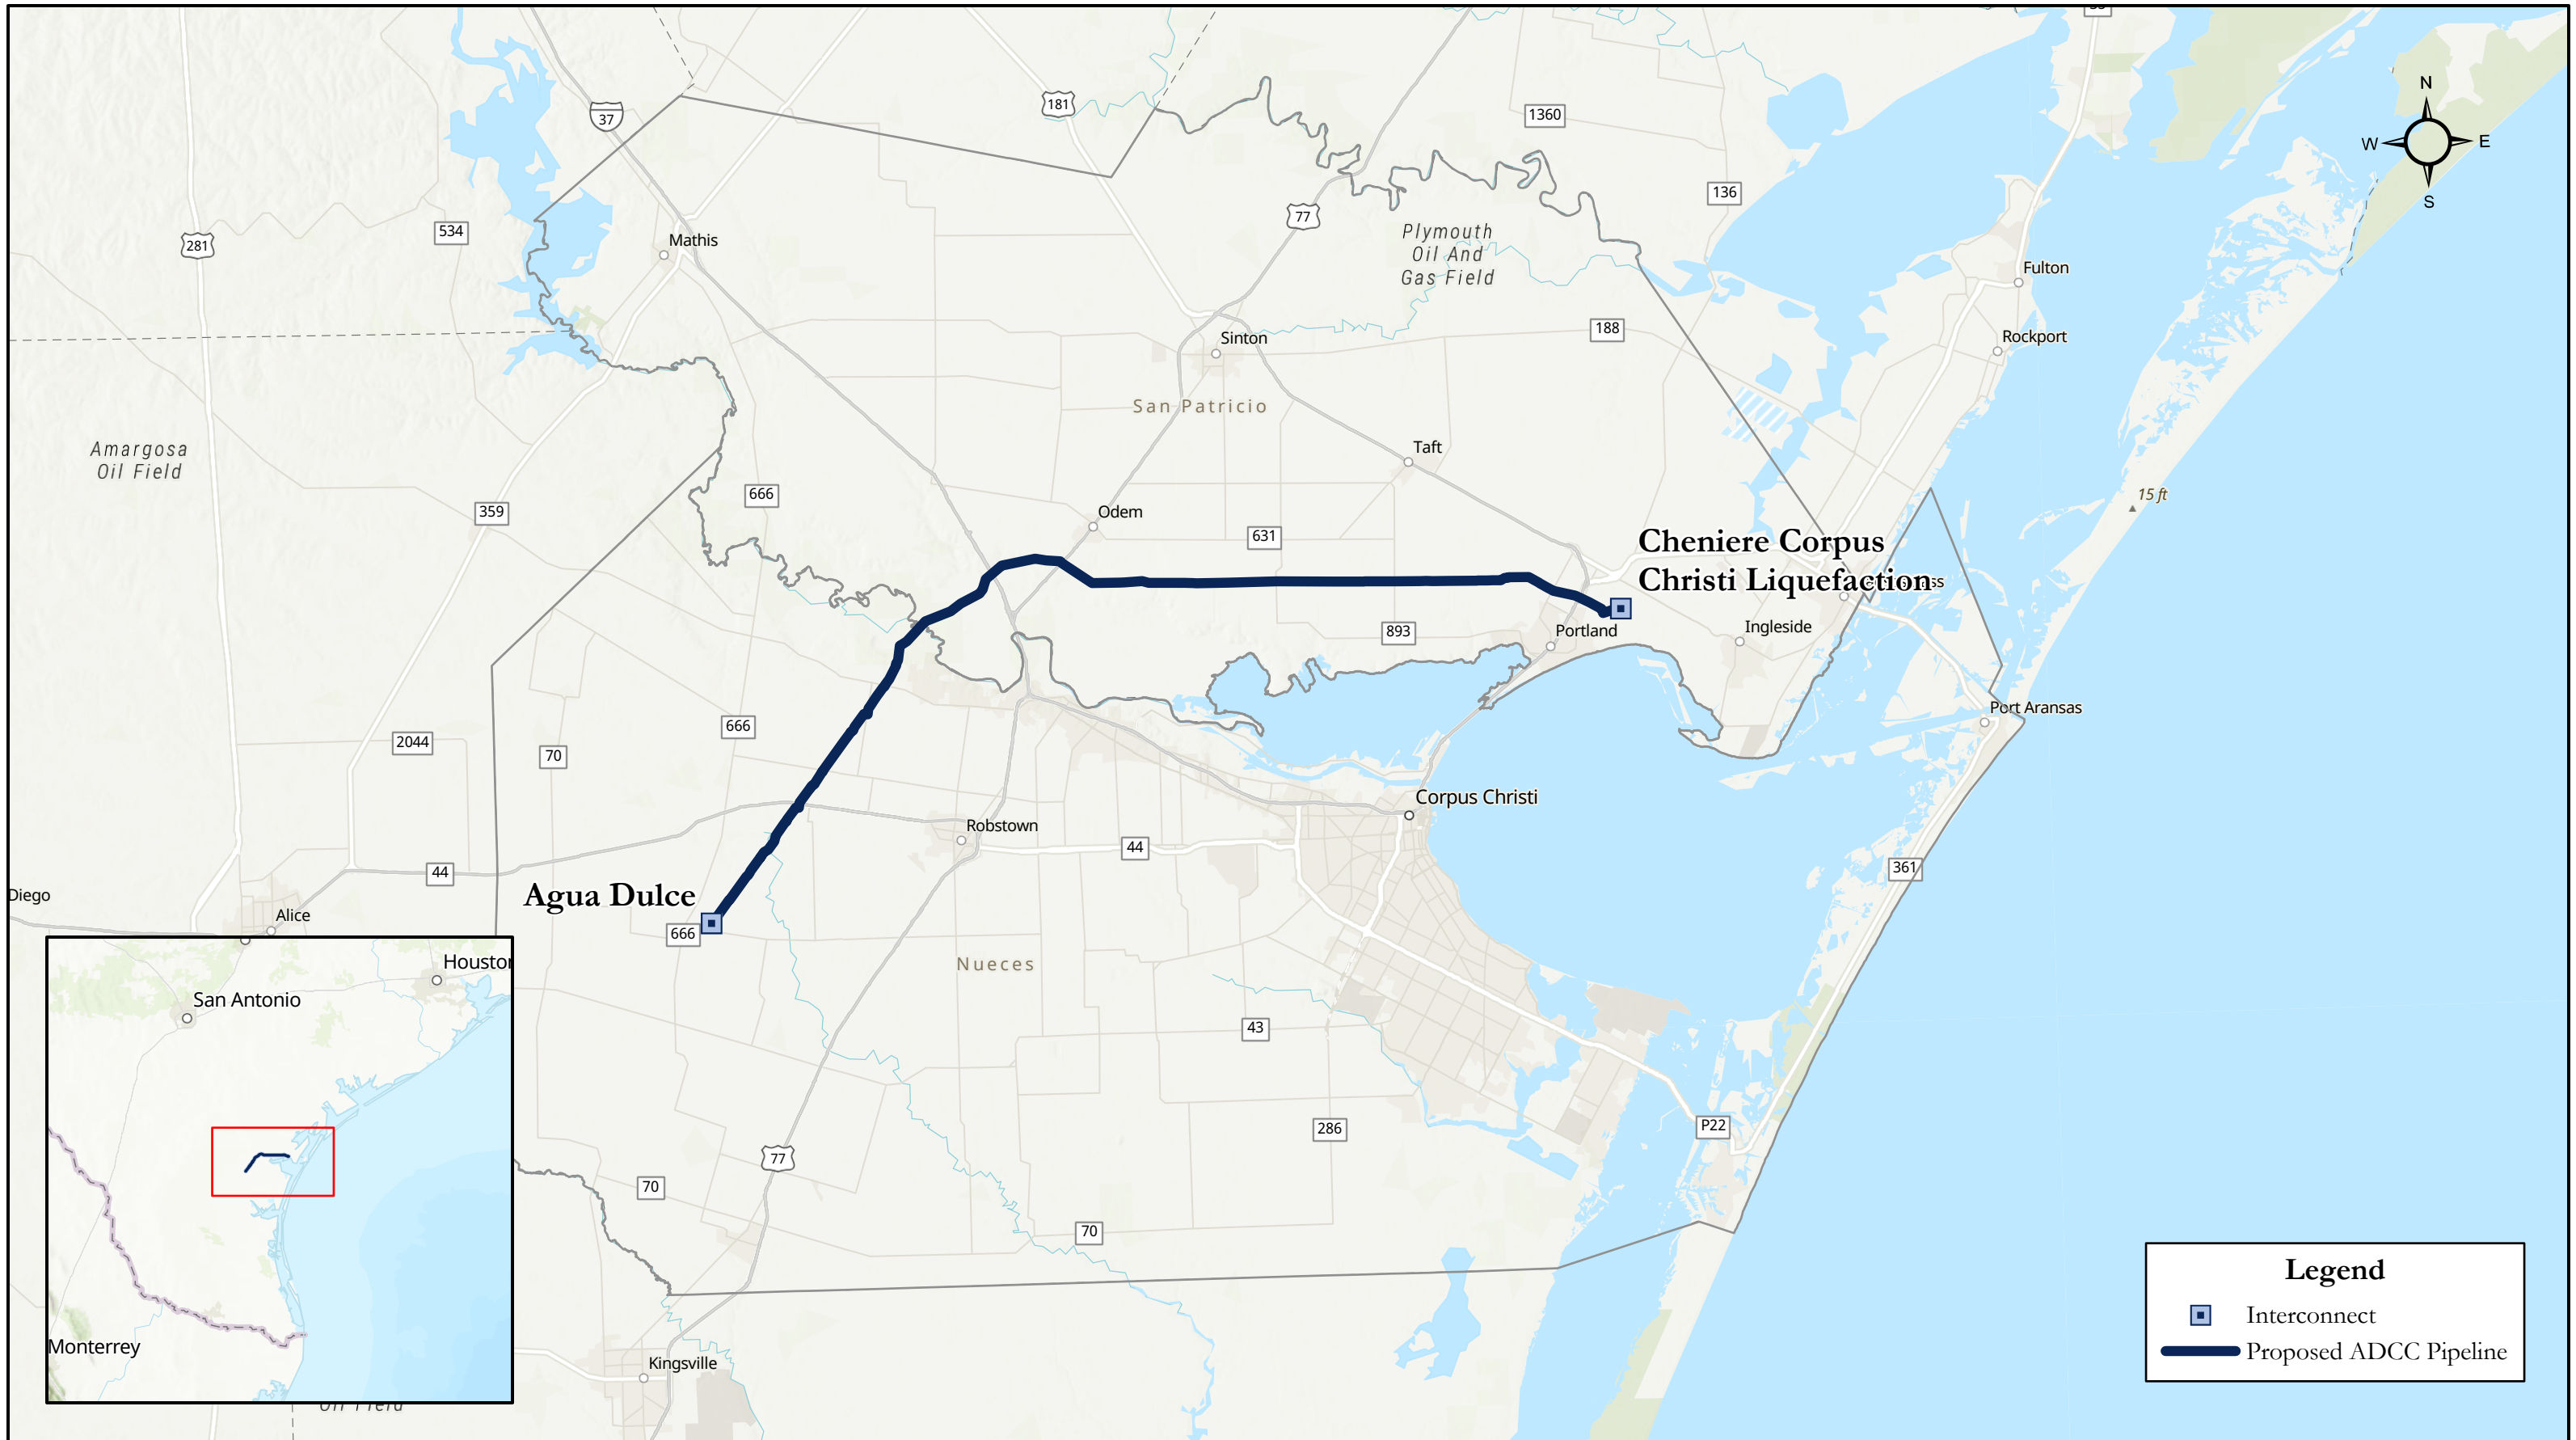 35
37
181
1360
N
W
E
S
77
136
Plymouth
Oil And
Gas Field
281
534
Mathis
Fulton
188
Sinton
Rockport
San Patricio
Amargosa
Oil Field
Taft
666
15 ft
359
Odem
631
Cheniere Corpus
Christi Liquefaction
893
Portland
Ingleside
666
2044
70
Port Aransas
Corpus Christi
Robstown
44
361
44
Agua Dulce
Diego
Alice
666
Nueces
Houston
San Antonio
43
286
P22
77
70
70
Monterrey
Kingsville
Oil Field
Legend
Interconnect
Proposed ADCC Pipeline